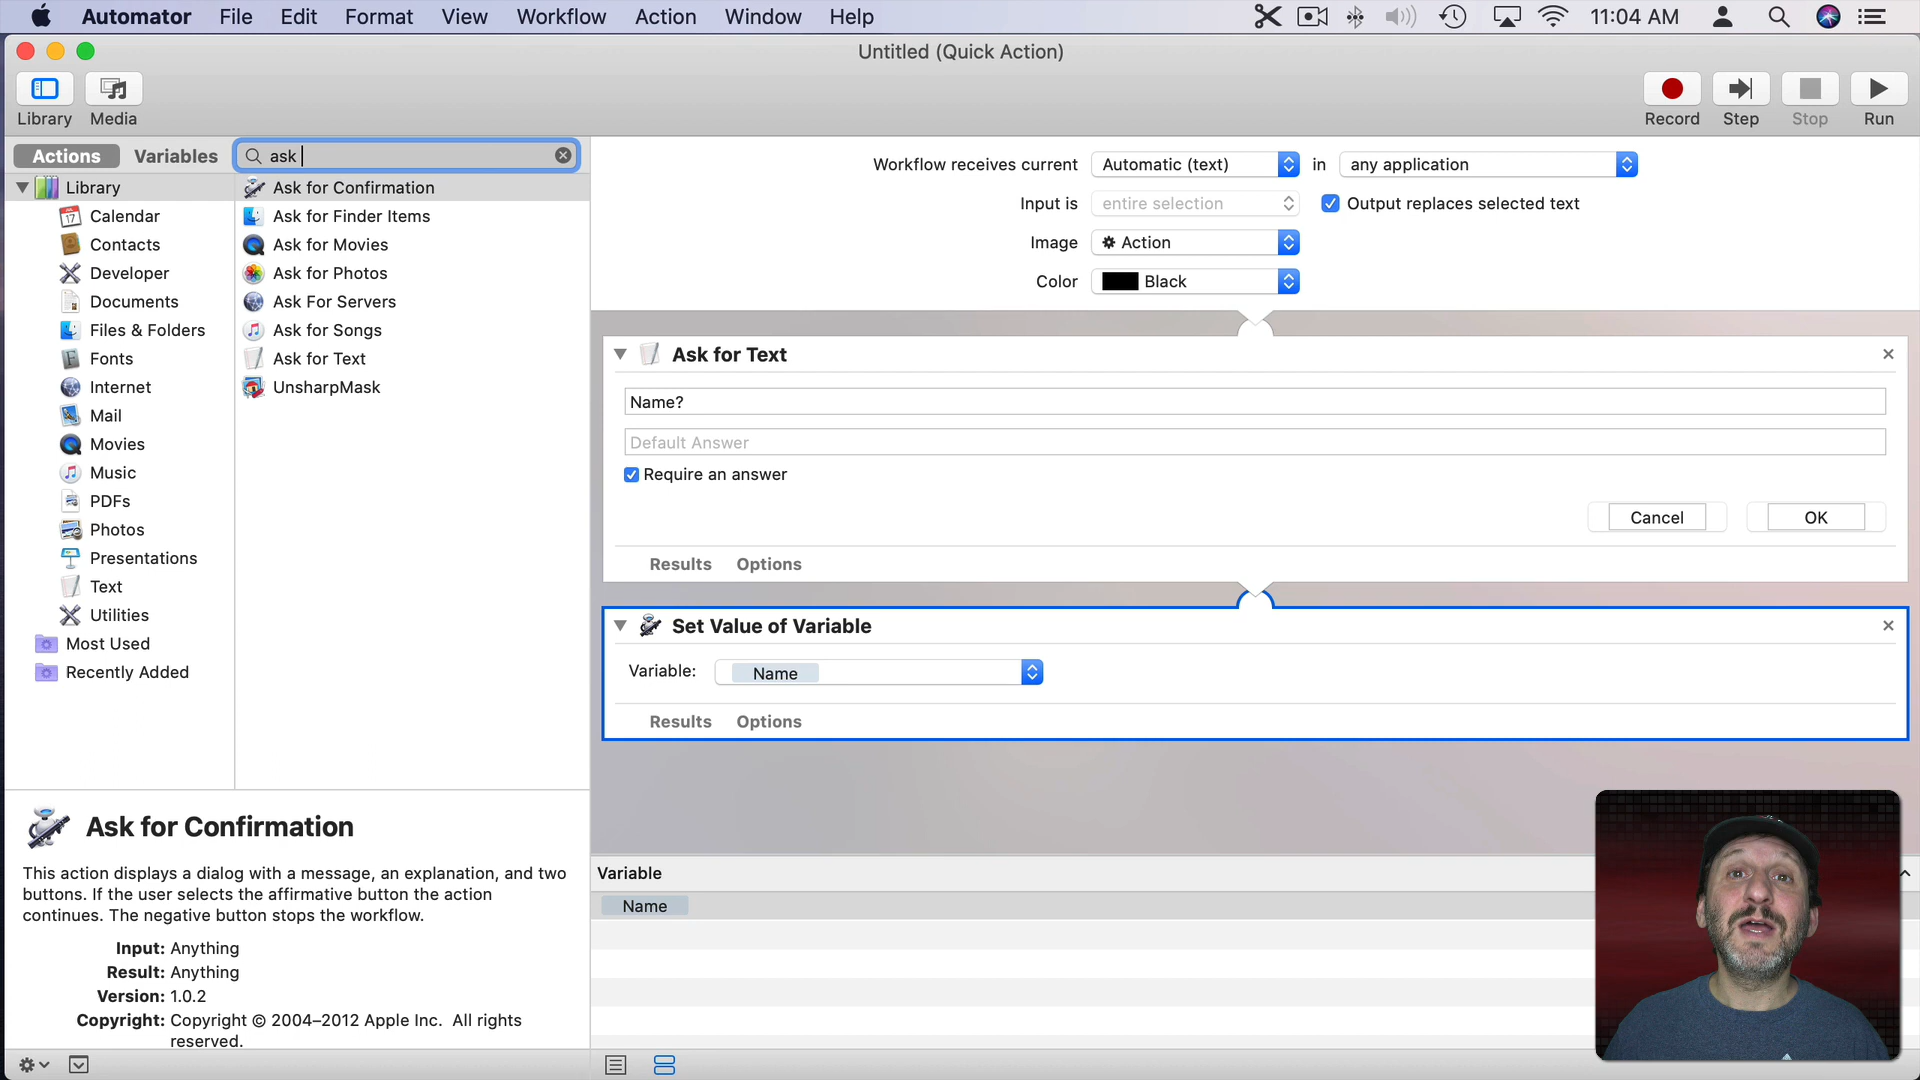 Automator File Edit Format View Workflow Action Window Help 11:04 AM
Untitled (Quick Action)
Library Media Record Step Stop Run
Actions Variables ask
Workflow receives current Automatic (text) in any application
Input is entire selection Output replaces selected text
Image Action
Color Black
Library
Calendar
17
Contacts
Developer
Documents
Files & Folders
Fonts
Internet
Mail
Movies
Music
PDFs
Photos
Presentations
Text
Utilities
Most Used
Recently Added
Ask for Confirmation
Ask for Finder Items
Ask for Movies
Ask for Photos
Ask For Servers
Ask for Songs
Ask for Text
UnsharpMask
Ask for Text
Name?
Default Answer
Require an answer
Cancel OK
Results Options
Set Value of Variable
Variable: Name
Results Options
Ask for Confirmation
This action displays a dialog with a message, an explanation, and two
buttons. If the user selects the affirmative button the action
continues. The negative button stops the workflow.
Input: Anything
Result: Anything
Version: 1.0.2
Copyright: Copyright © 2004–2012 Apple Inc. All rights
reserved.
Variable
Name